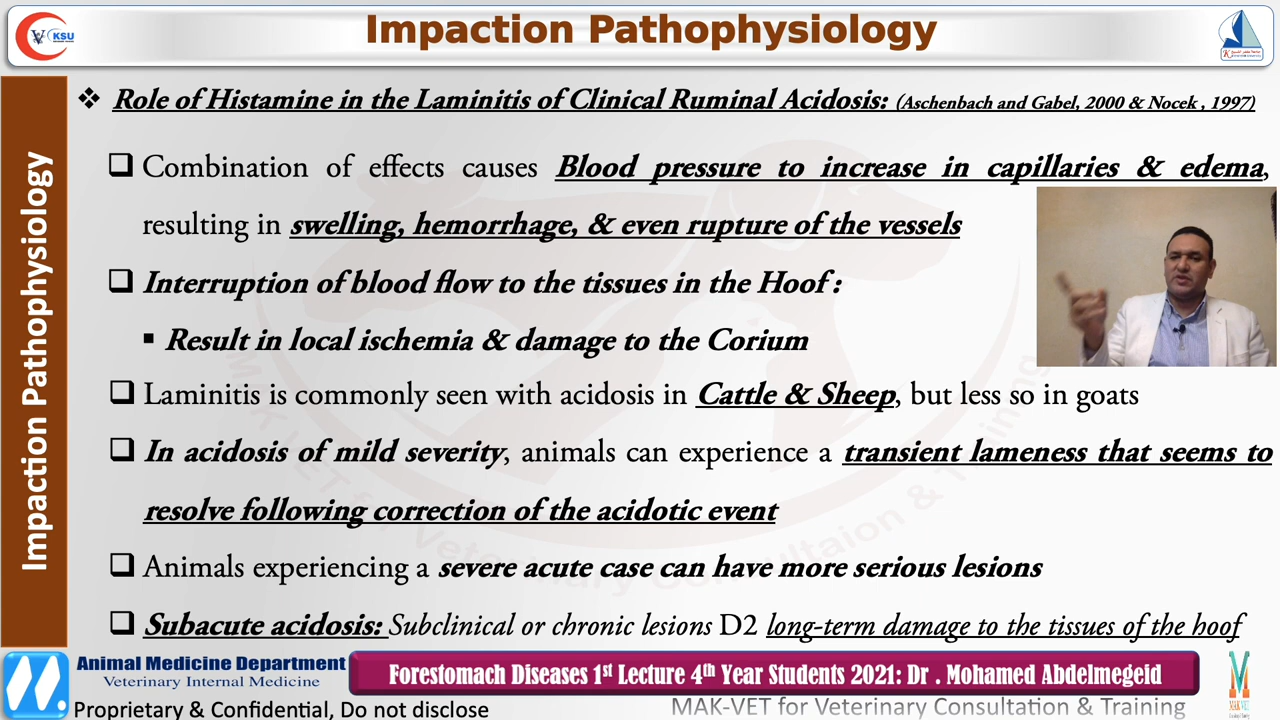 KSU
Impaction Pathophysiology
Impaction Pathophysiology
❖ Role of Histamine in the Laminitis of Clinical Ruminal Acidosis: (Aschenbach and Gabel, 2000 & Nocek , 1997)
❑ Combination of effects causes Blood pressure to increase in capillaries & edema,
resulting in swelling, hemorrhage, & even rupture of the vessels
❑ Interruption of blood flow to the tissues in the Hoof :
▪ Result in local ischemia & damage to the Corium
❑ Laminitis is commonly seen with acidosis in Cattle & Sheep, but less so in goats
❑ In acidosis of mild severity, animals can experience a transient lameness that seems to
resolve following correction of the acidotic event
❑ Animals experiencing a severe acute case can have more serious lesions
❑ Subacute acidosis: Subclinical or chronic lesions D2 long-term damage to the tissues of the hoof
MAK-VET for Veterinary Consultaion & Training
Animal Medicine Department
Veterinary Internal Medicine
Forestomach Diseases 1st Lecture 4th Year Students 2021: Dr . Mohamed Abdelmegeid
Proprietary & Confidential, Do not disclose
MAK-VET for Veterinary Consultation & Training